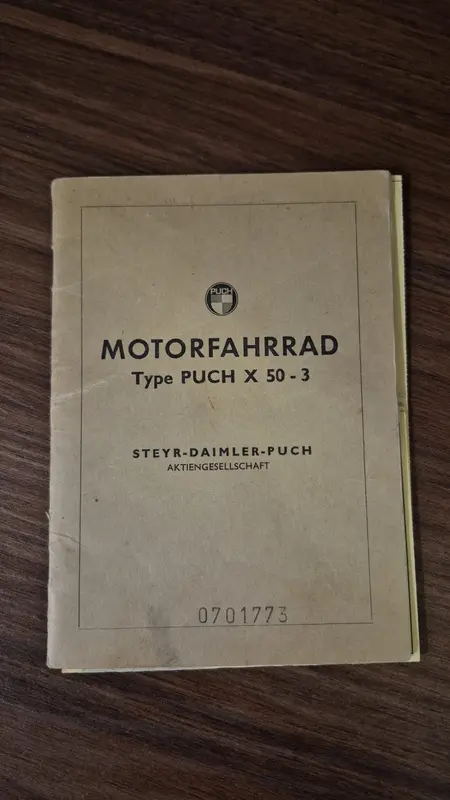 PUCH
MOTORFAHRRAD
Type PUCH X 50 - 3
STEYR-DAIMLER-PUCH
AKTIENGESELLSCHAFT
0701773